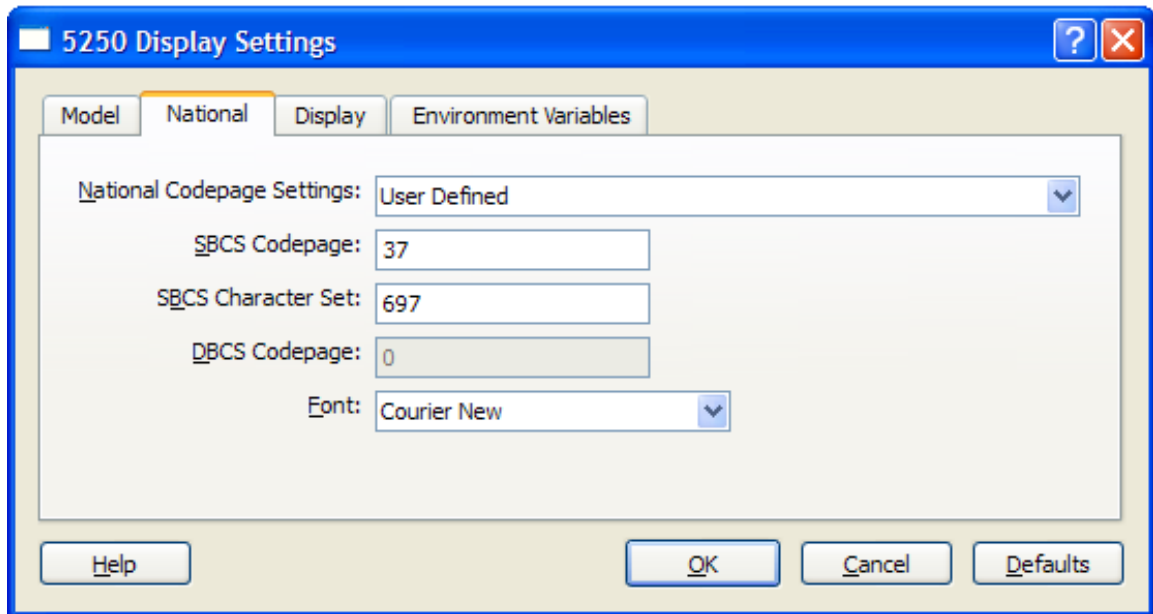 5250 Display Settings
Model National Display Environment Variables
National Codepage Settings: User Defined
SBCS Codepage: 37
SBCS Character Set: 697
DBCS Codepage: 0
Font: Courier New
Help OK Cancel Defaults